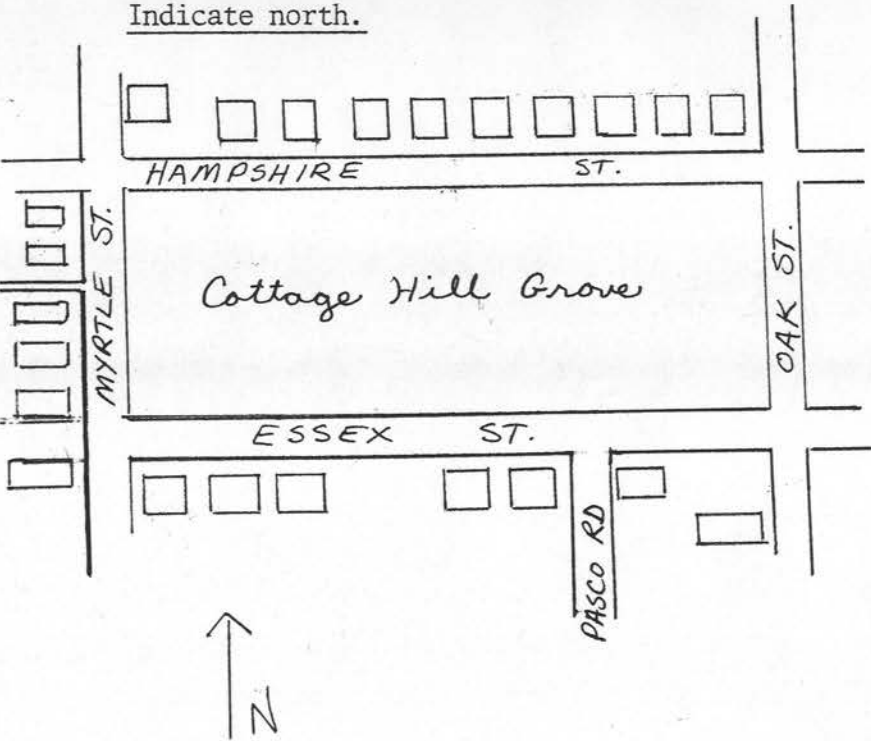 Indicate north.
HAMPSHIRE ST.
MYRTLE ST.
Cottage Hill Grove
OAK ST.
ESSEX ST.
PASCO RD
N